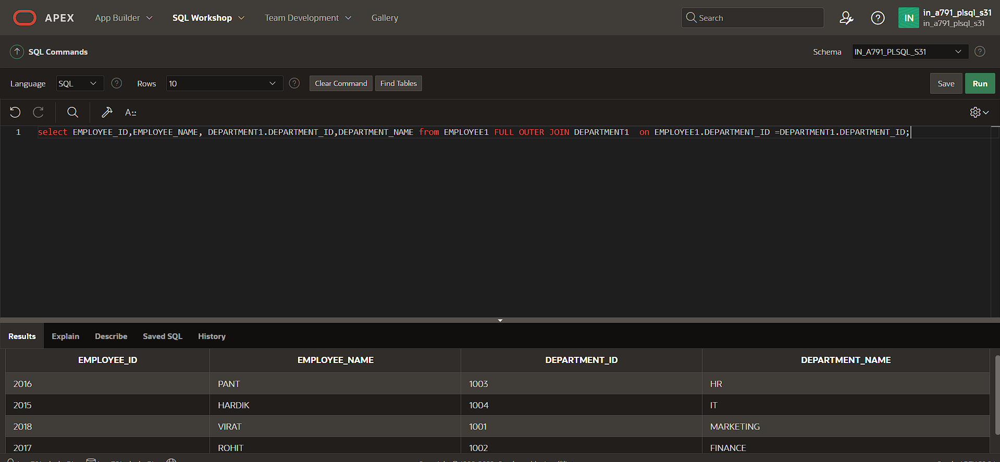 APEX App Builder SQL Workshop Team Development Gallery Search IN in_a791_plsql_s31
in_a791_plsql_s31
SQL Commands Schema IN_A791_PLSQL_S31
Language SQL Rows 10 Clear Command Find Tables Save Run
A::
1 select EMPLOYEE_ID,EMPLOYEE_NAME, DEPARTMENT1.DEPARTMENT_ID,DEPARTMENT_NAME from EMPLOYEE1 FULL OUTER JOIN DEPARTMENT1  on EMPLOYEE1.DEPARTMENT_ID =DEPARTMENT1.DEPARTMENT_ID;
Results Explain Describe Saved SQL History
EMPLOYEE_ID EMPLOYEE_NAME DEPARTMENT_ID DEPARTMENT_NAME
2016 PANT 1003 HR
2015 HARDIK 1004 IT
2018 VIRAT 1001 MARKETING
2017 ROHIT 1002 FINANCE